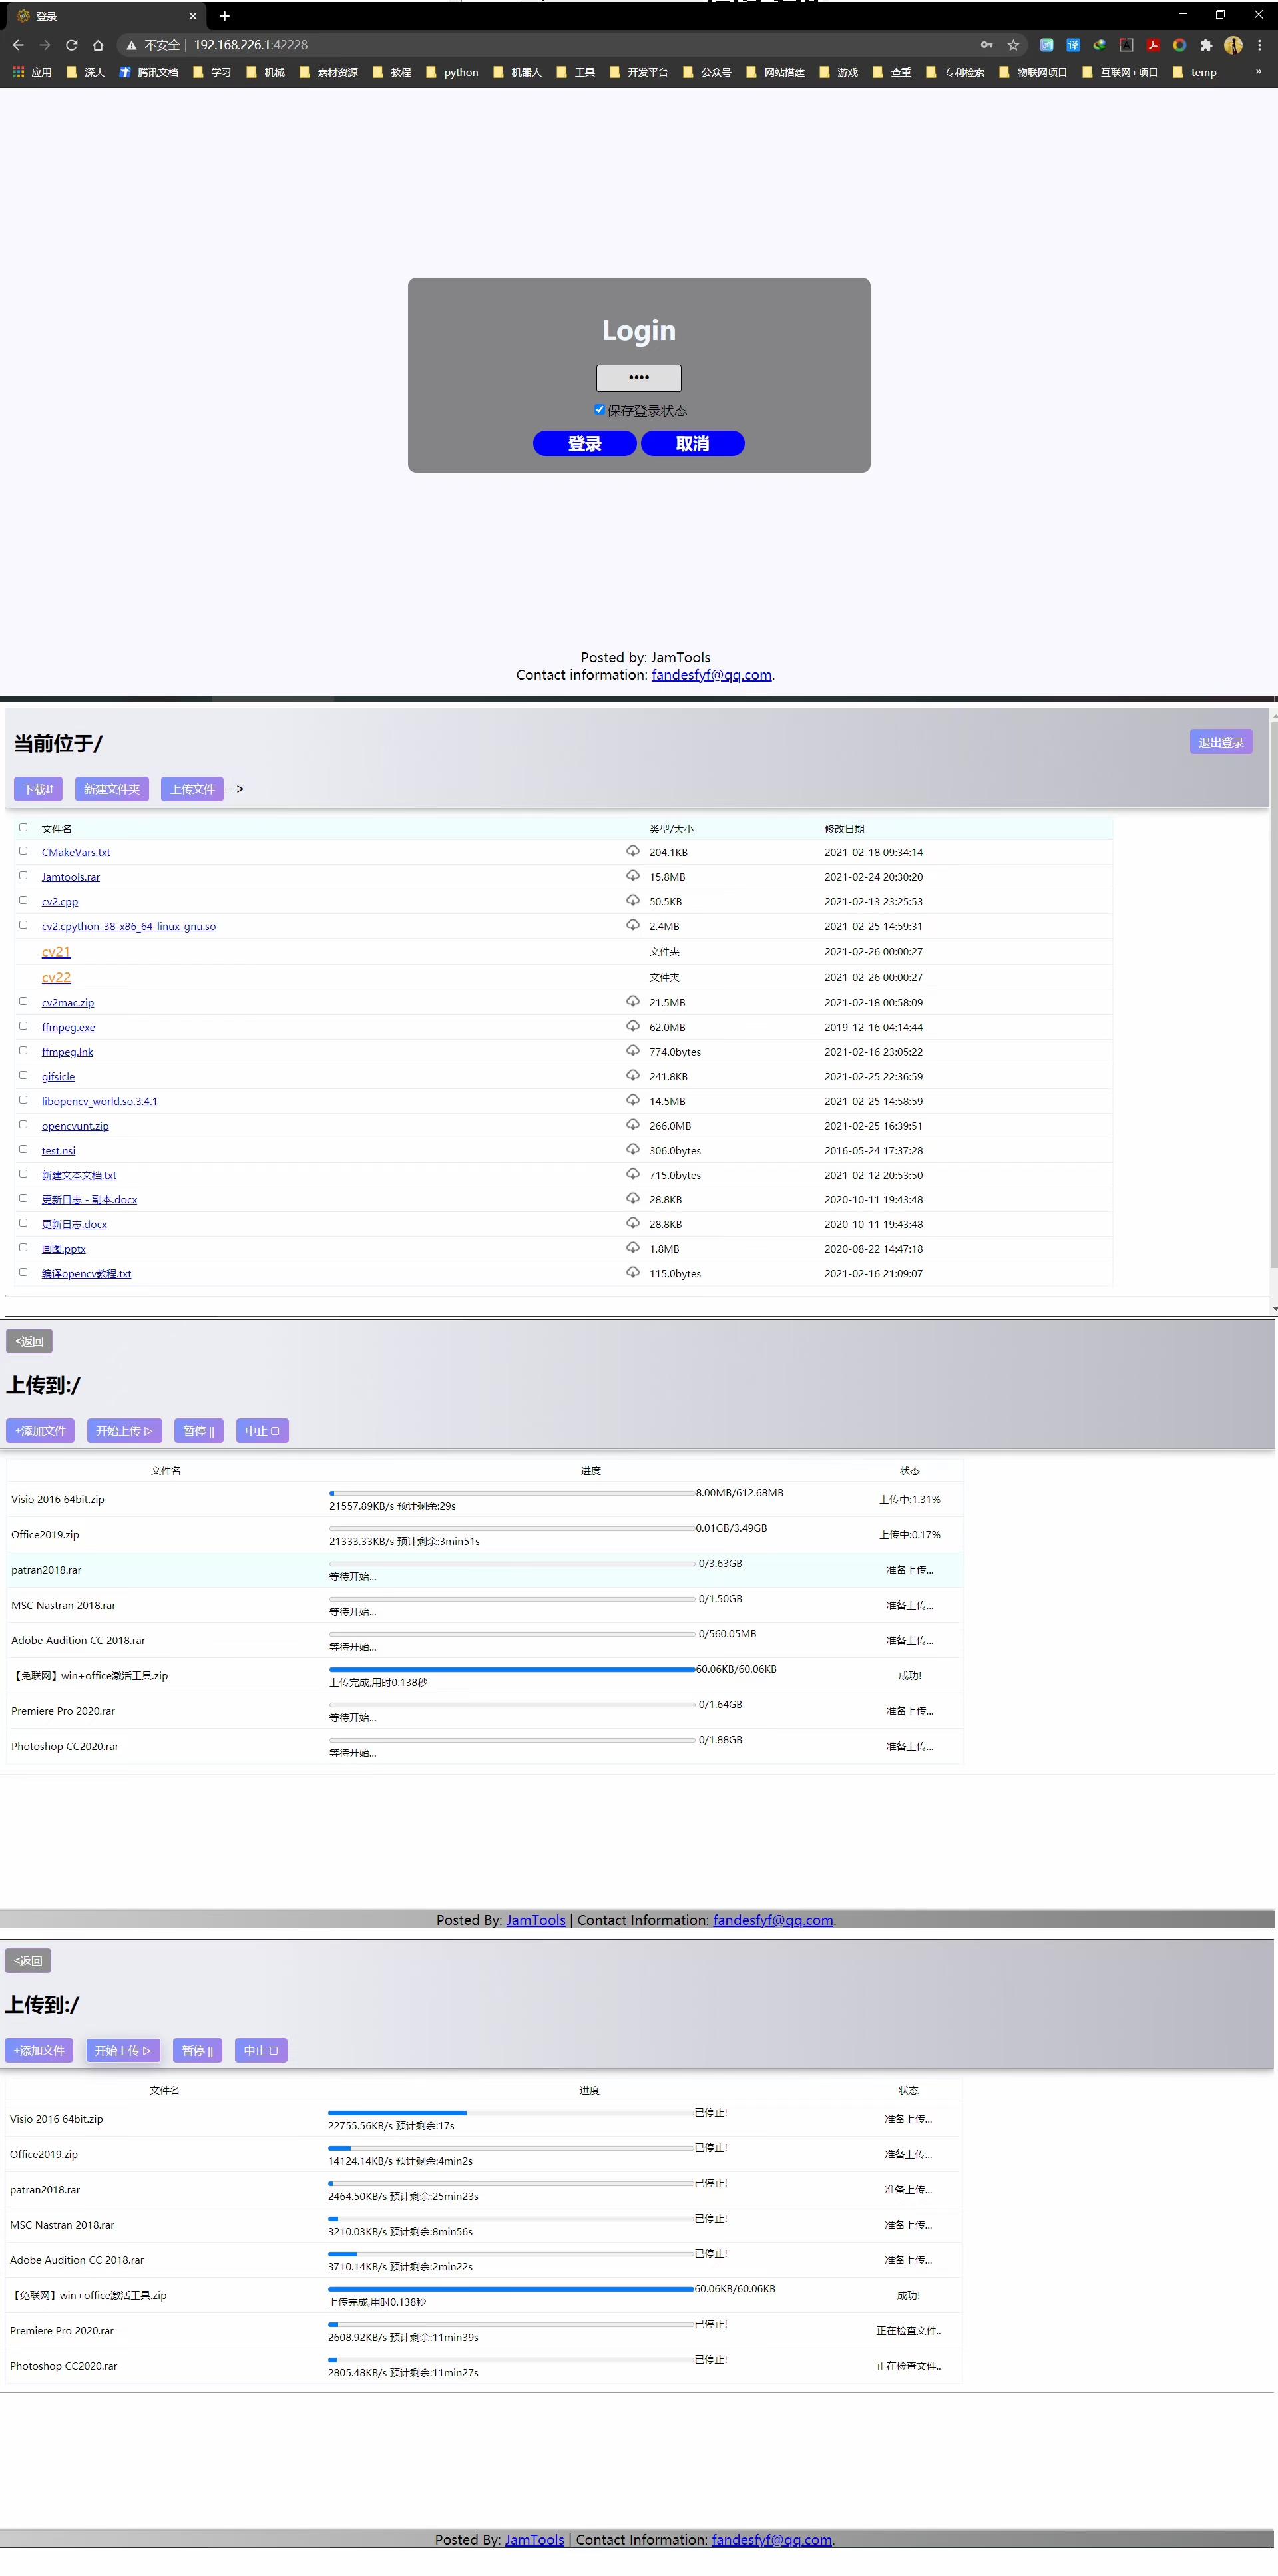 登录
不安全 192.168.226.1:42228
应用 深大 腾讯文档 学习 机械 素材资源 教程 python 机器人 工具 开发平台 公众号 网站搭建 游戏 查重 专利检索 物联网项目 互联网+项目 temp »
Login
••••
保存登录状态
登录 取消
Posted by: JamTools
Contact information: fandesfyf@qq.com.
当前位于/
退出登录
下载⇵ 新建文件夹 上传文件 -->
文件名 类型/大小 修改日期
CMakeVars.txt 204.1KB 2021-02-18 09:34:14
Jamtools.rar 15.8MB 2021-02-24 20:30:20
cv2.cpp 50.5KB 2021-02-13 23:25:53
cv2.cpython-38-x86_64-linux-gnu.so 2.4MB 2021-02-25 14:59:31
cv21 文件夹 2021-02-26 00:00:27
cv22 文件夹 2021-02-26 00:00:27
cv2mac.zip 21.5MB 2021-02-18 00:58:09
ffmpeg.exe 62.0MB 2019-12-16 04:14:44
ffmpeg.lnk 774.0bytes 2021-02-16 23:05:22
gifsicle 241.8KB 2021-02-25 22:36:59
libopencv_world.so.3.4.1 14.5MB 2021-02-25 14:58:59
opencvunt.zip 266.0MB 2021-02-25 16:39:51
test.nsi 306.0bytes 2016-05-24 17:37:28
新建文本文档.txt 715.0bytes 2021-02-12 20:53:50
更新日志 - 副本.docx 28.8KB 2020-10-11 19:43:48
更新日志.docx 28.8KB 2020-10-11 19:43:48
画图.pptx 1.8MB 2020-08-22 14:47:18
编译opencv教程.txt 115.0bytes 2021-02-16 21:09:07
<返回
上传到:/
+添加文件 开始上传 ▷ 暂停 || 中止 □
文件名 进度 状态
Visio 2016 64bit.zip 8.00MB/612.68MB 上传中:1.31%
21557.89KB/s 预计剩余:29s
Office2019.zip 0.01GB/3.49GB 上传中:0.17%
21333.33KB/s 预计剩余:3min51s
patran2018.rar 0/3.63GB 准备上传...
等待开始...
MSC Nastran 2018.rar 0/1.50GB 准备上传...
等待开始...
Adobe Audition CC 2018.rar 0/560.05MB 准备上传...
等待开始...
【免联网】win+office激活工具.zip 60.06KB/60.06KB 成功!
上传完成,用时0.138秒
Premiere Pro 2020.rar 0/1.64GB 准备上传...
等待开始...
Photoshop CC2020.rar 0/1.88GB 准备上传...
等待开始...
Posted By: JamTools | Contact Information: fandesfyf@qq.com.
<返回
上传到:/
+添加文件 开始上传 ▷ 暂停 || 中止 □
文件名 进度 状态
Visio 2016 64bit.zip 已停止! 准备上传...
22755.56KB/s 预计剩余:17s
Office2019.zip 已停止! 准备上传...
14124.14KB/s 预计剩余:4min2s
patran2018.rar 已停止! 准备上传...
2464.50KB/s 预计剩余:25min23s
MSC Nastran 2018.rar 已停止! 准备上传...
3210.03KB/s 预计剩余:8min56s
Adobe Audition CC 2018.rar 已停止! 准备上传...
3710.14KB/s 预计剩余:2min22s
【免联网】win+office激活工具.zip 60.06KB/60.06KB 成功!
上传完成,用时0.138秒
Premiere Pro 2020.rar 已停止! 正在检查文件..
2608.92KB/s 预计剩余:11min39s
Photoshop CC2020.rar 已停止! 正在检查文件..
2805.48KB/s 预计剩余:11min27s
Posted By: JamTools | Contact Information: fandesfyf@qq.com.